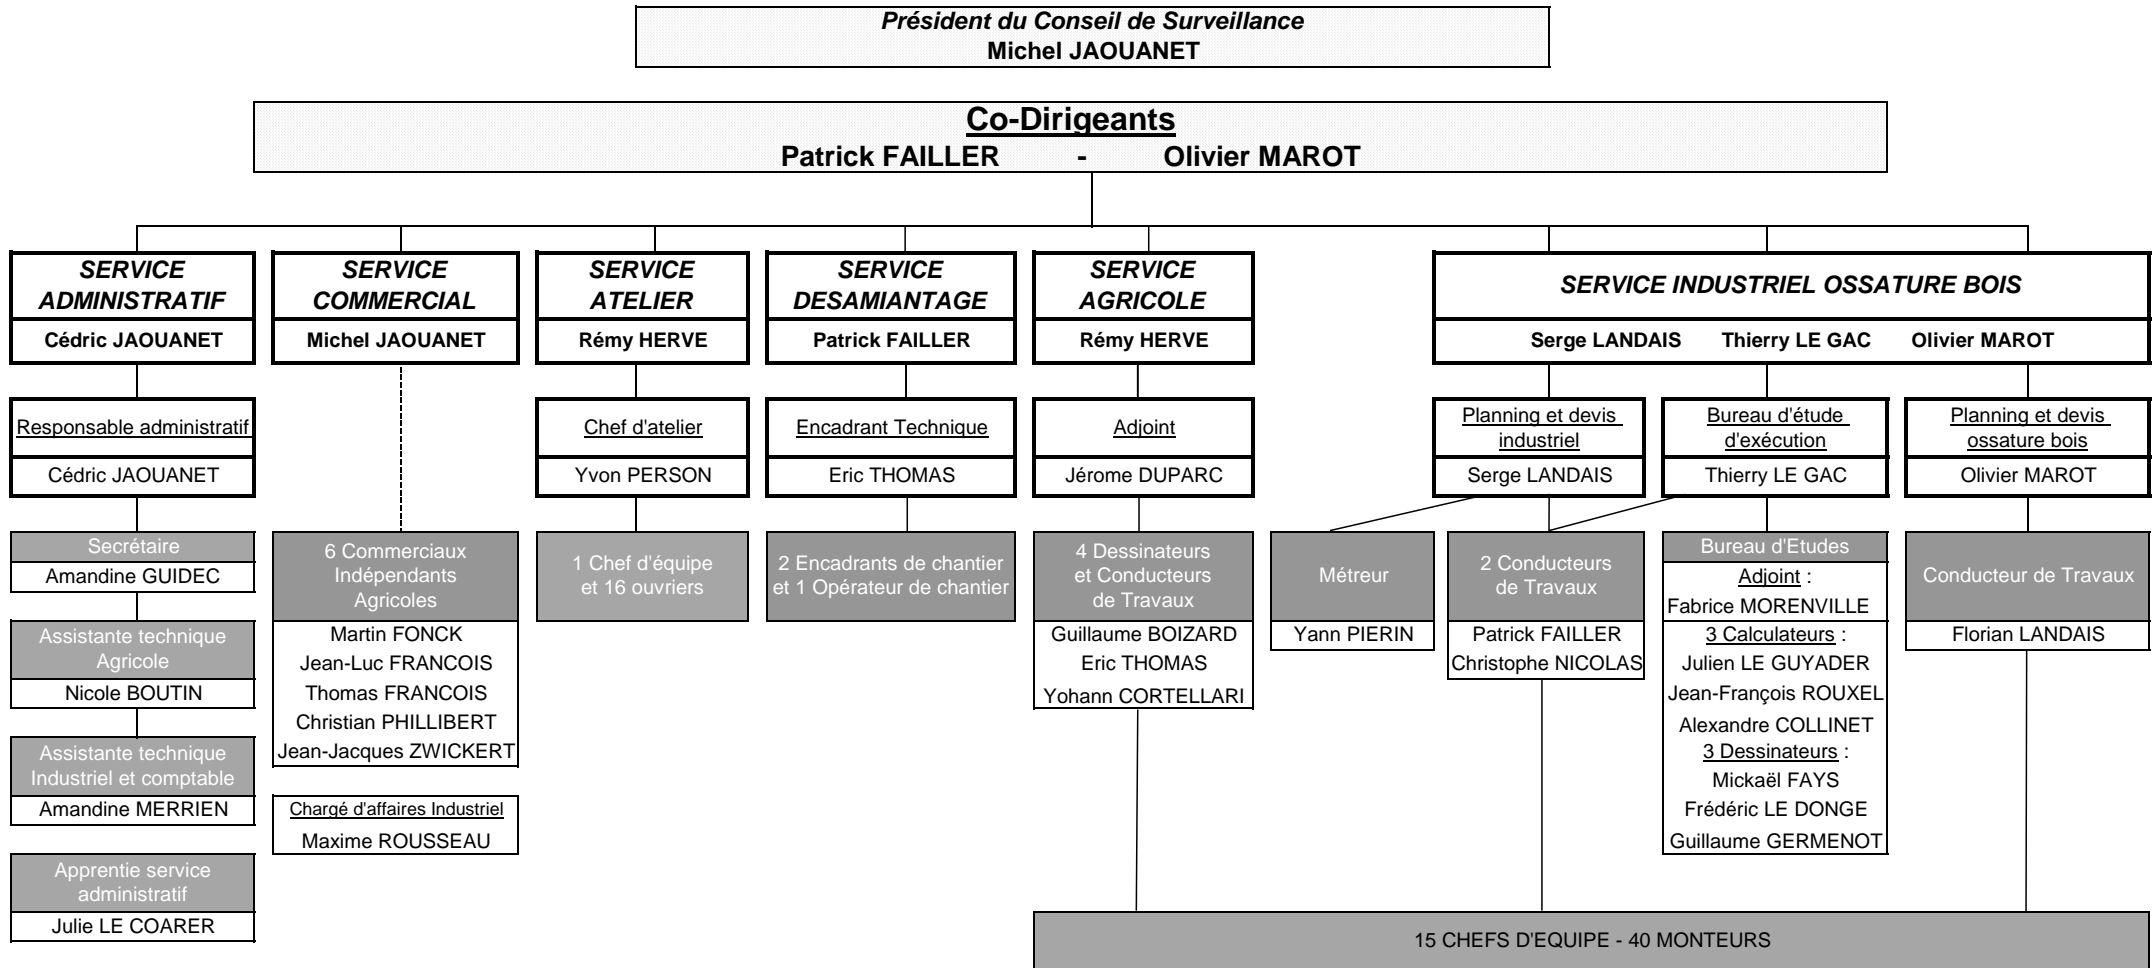 Président du Conseil de Surveillance
Michel JAOUANET
Co-Dirigeants
Patrick FAILLER - Olivier MAROT
SERVICE
ADMINISTRATIF
Cédric JAOUANET
Responsable administratif
Cédric JAOUANET
Secrétaire
Amandine GUIDEC
Assistante technique
Agricole
Nicole BOUTIN
Assistante technique
Industriel et comptable
Amandine MERRIEN
Apprentie service
administratif
Julie LE COARER
SERVICE
COMMERCIAL
Michel JAOUANET
6 Commerciaux
Indépendants
Agricoles
Martin FONCK
Jean-Luc FRANCOIS
Thomas FRANCOIS
Christian PHILLIBERT
Jean-Jacques ZWICKERT
Chargé d'affaires Industriel
Maxime ROUSSEAU
SERVICE
ATELIER
Rémy HERVE
Chef d'atelier
Yvon PERSON
1 Chef d'équipe
et 16 ouvriers
SERVICE
DESAMIANTAGE
Patrick FAILLER
Encadrant Technique
Eric THOMAS
2 Encadrants de chantier
et 1 Opérateur de chantier
SERVICE
AGRICOLE
Rémy HERVE
Adjoint
Jérome DUPARC
4 Dessinateurs
et Conducteurs
de Travaux
Guillaume BOIZARD
Eric THOMAS
Yohann CORTELLARI
SERVICE INDUSTRIEL OSSATURE BOIS
Serge LANDAIS Thierry LE GAC Olivier MAROT
Planning et devis
industriel
Serge LANDAIS
Métreur
Yann PIERIN
2 Conducteurs
de Travaux
Patrick FAILLER
Christophe NICOLAS
Bureau d'étude
d'exécution
Thierry LE GAC
Bureau d'Etudes
Adjoint :
Fabrice MORENVILLE
3 Calculateurs :
Julien LE GUYADER
Jean-François ROUXEL
Alexandre COLLINET
3 Dessinateurs :
Mickaël FAYS
Frédéric LE DONGE
Guillaume GERMENOT
Planning et devis
ossature bois
Olivier MAROT
Conducteur de Travaux
Florian LANDAIS
15 CHEFS D'EQUIPE - 40 MONTEURS